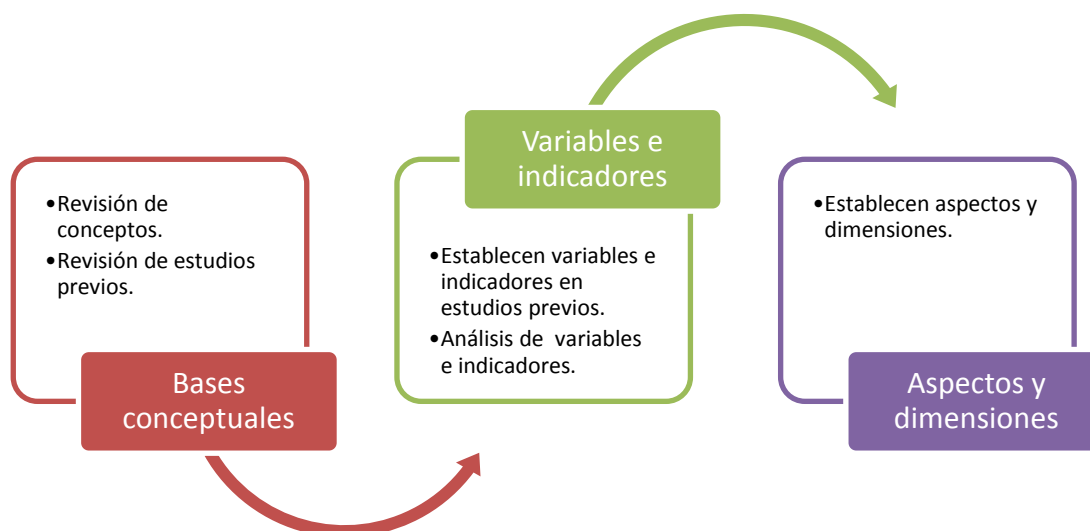 •Revisión de
conceptos.
•Revisión de estudios
previos.
Bases
conceptuales
Variables e
indicadores
•Establecen variables e
indicadores en
estudios previos.
•Análisis de variables
e indicadores.
•Establecen aspectos y
dimensiones.
Aspectos y
dimensiones